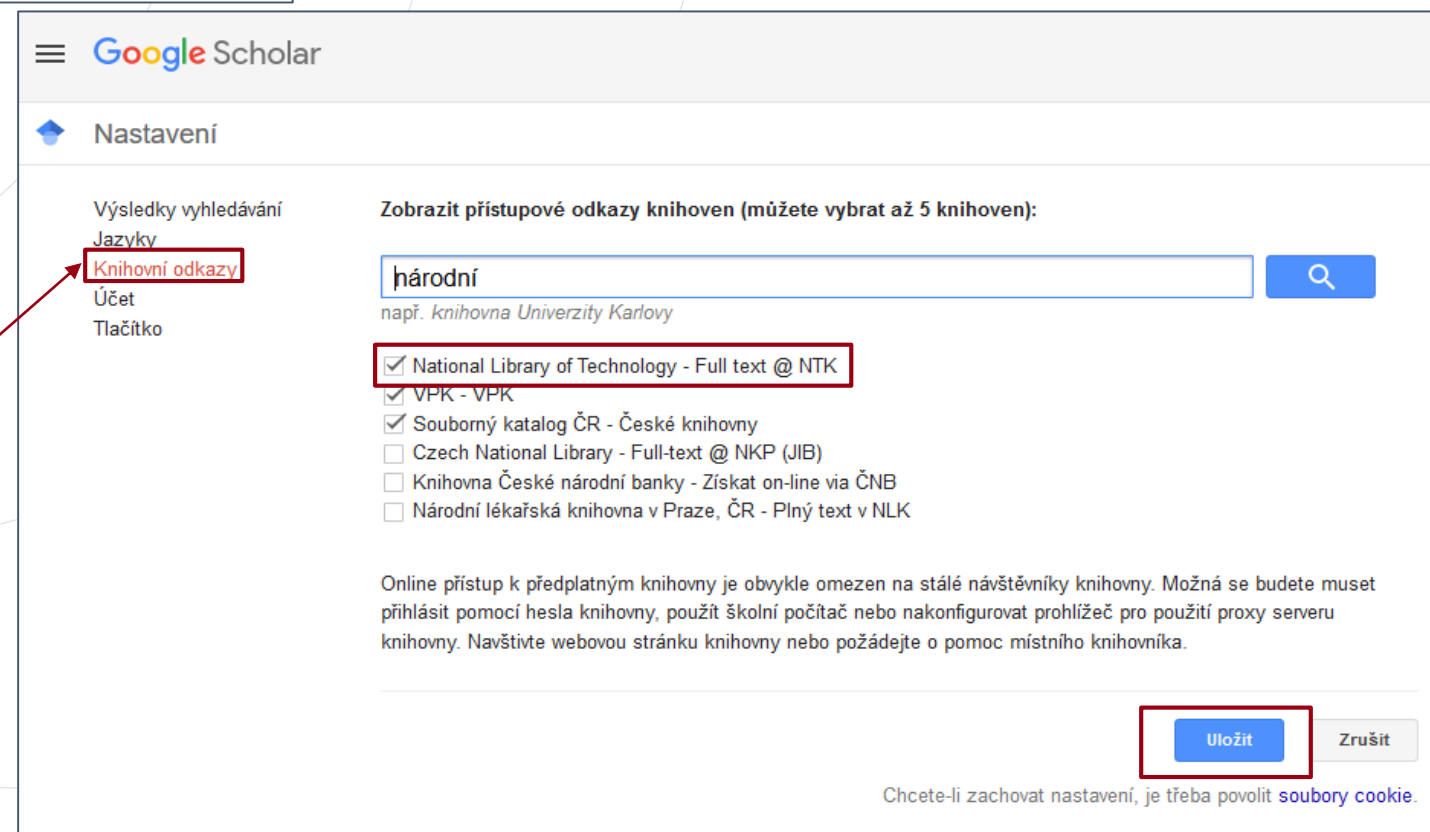 Google Scholar
Nastavení
Výsledky vyhledávání
Jazyky
Knihovní odkazy
Účet
Tlačítko
Zobrazit přístupové odkazy knihoven (můžete vybrat až 5 knihoven):
národní
např. knihovna Univerzity Karlovy
National Library of Technology - Full text @ NTK
VPK - VPK
Souborný katalog ČR - České knihovny
Czech National Library - Full-text @ NKP (JIB)
Knihovna České národní banky - Získat on-line via ČNB
Národní lékařská knihovna v Praze, ČR - Plný text v NLK
Online přístup k předplatným knihovny je obvykle omezen na stálé návštěvníky knihovny. Možná se budete muset
přihlásit pomocí hesla knihovny, použít školní počítač nebo nakonfigurovat prohlížeč pro použití proxy serveru
knihovny. Navštivte webovou stránku knihovny nebo požádejte o pomoc místního knihovníka.
Uložit
Zrušit
Chcete-li zachovat nastavení, je třeba povolit soubory cookie.